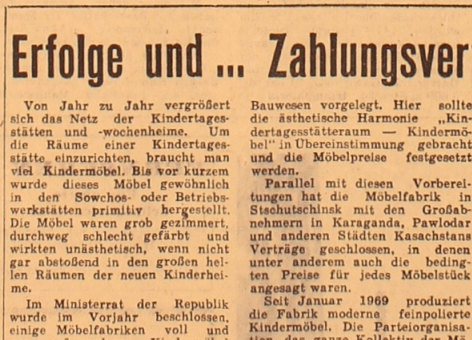 Erfolge und ... Zahlungsver
Von Jahr zu Jahr vergrößert
sich das Netz der Kindertages-
stätten und -wochenheime. Um
die Räume einer Kindertages-
stätte einzurichten, braucht man
viel Kindermöbel. Bis vor kurzem
wurde dieses Möbel gewöhnlich
in den Sowchos- oder Betriebs-
werkstätten primitiv hergestellt.
Die Möbel waren grob gezimmert,
durchweg schlecht gefärbt und
wirkten unästhetisch, wenn nicht
gar abstoßend in den großen hel-
len Räumen der neuen Kinderhei-
me.
Im Ministerrat der Republik
wurde im Vorjahr beschlossen,
einige Möbelfabriken voll und
Bauwesen vorgelegt. Hier sollte
die ästhetische Harmonie „Kin-
dertagesstätteraum — Kindermö-
bel" in Übereinstimmung gebracht
und die Möbelpreise festgesetzt
werden.
Parallel mit diesen Vorberei-
tungen hat die Möbelfabrik in
Stschutschinsk mit den Großab-
nehmern in Karaganda, Pawlodar
und anderen Städten Kasachstans
Verträge geschlossen, in denen
unter anderem auch die beding-
ten Preise für jedes Möbelstück
angesagt waren.
Seit Januar 1969 produziert
die Fabrik moderne feinpolierte
Kindermöbel. Die Parteiorganisa-
tion, das ganze Kollektiv der Mö-